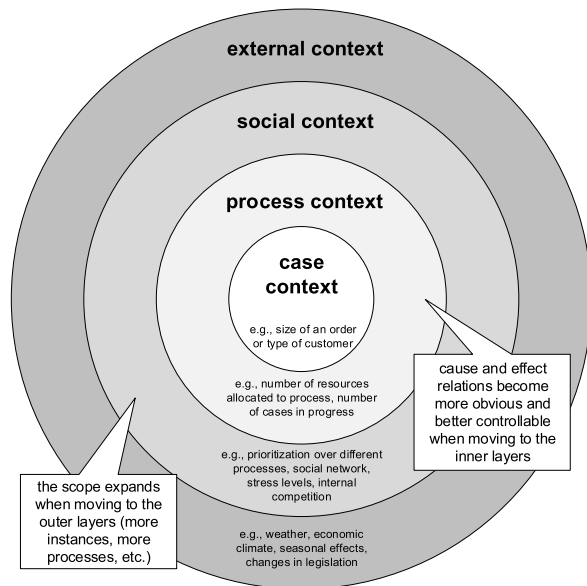 external context
social context
process context
case
context
e.g., size of an order
or type of customer
e.g., number of resources
allocated to process, number
of cases in progress
e.g., prioritization over different
processes, social network,
stress levels, internal
competition
e.g., weather, economic
climate, seasonal effects,
changes in legislation
cause and effect
relations become
more obvious and
better controllable
when moving to the
inner layers
the scope expands
when moving to the
outer layers (more
instances, more
processes, etc.)